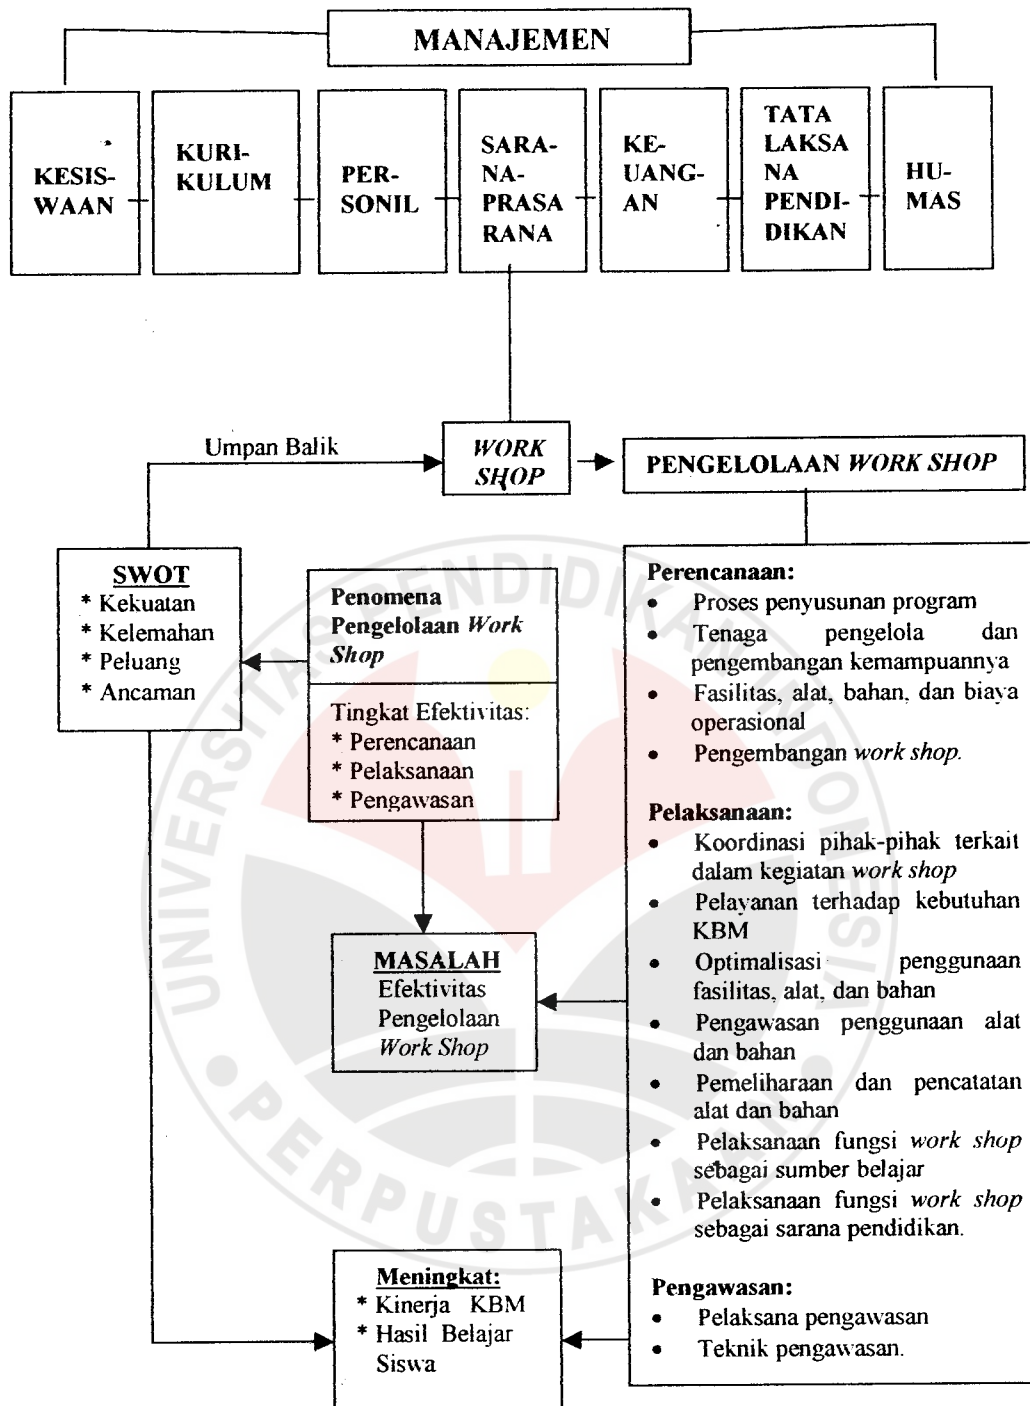 MANAJEMEN
KESIS-
WAAN
KURI-
KULUM
PER-
SONIL
SARA-
NA-
PRASA
RANA
KE-
UANG-
AN
TATA
LAKSA
NA
PENDI-
DIKAN
HU-
MAS
Umpan Balik
WORK
SHOP
PENGELOLAAN WORK SHOP
SWOT
* Kekuatan
* Kelemahan
* Peluang
* Ancaman
Penomena
Pengelolaan Work
Shop
Tingkat Efektivitas:
* Perencanaan
* Pelaksanaan
* Pengawasan
MASALAH
Efektivitas
Pengelolaan
Work Shop
Meningkat:
* Kinerja KBM
* Hasil Belajar
Siswa
Perencanaan:
• Proses penyusunan program
• Tenaga pengelola dan
pengembangan kemampuannya
• Fasilitas, alat, bahan, dan biaya
operasional
• Pengembangan work shop.
Pelaksanaan:
• Koordinasi pihak-pihak terkait
dalam kegiatan work shop
• Pelayanan terhadap kebutuhan
KBM
• Optimalisasi penggunaan
fasilitas, alat, dan bahan
• Pengawasan penggunaan alat
dan bahan
• Pemeliharaan dan pencatatan
alat dan bahan
• Pelaksanaan fungsi work shop
sebagai sumber belajar
• Pelaksanaan fungsi work shop
sebagai sarana pendidikan.
Pengawasan:
• Pelaksana pengawasan
• Teknik pengawasan.
UNIVERSITAS PENDIDIKAN INDONESIA
PERPUSTAKAAN